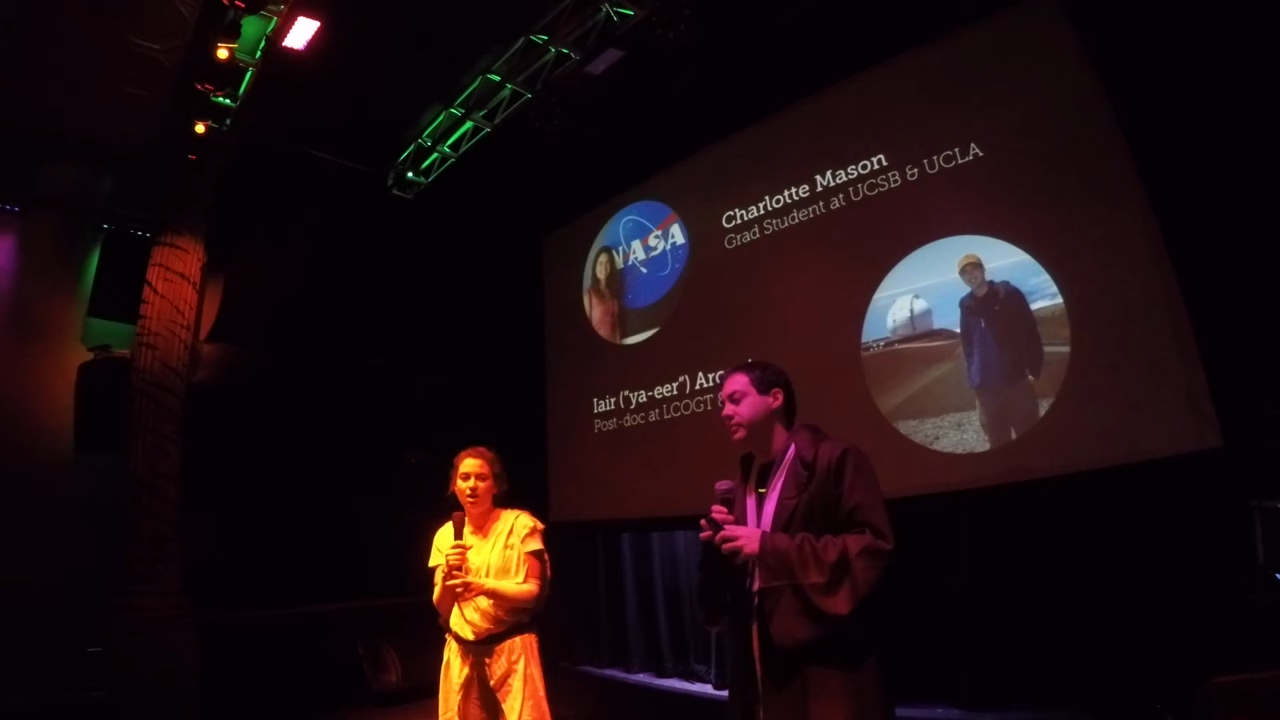 NASA
Charlotte Mason
Grad Student at UCSB & UCLA
Iair ("ya-eer")
Post-doc at LCOGT &